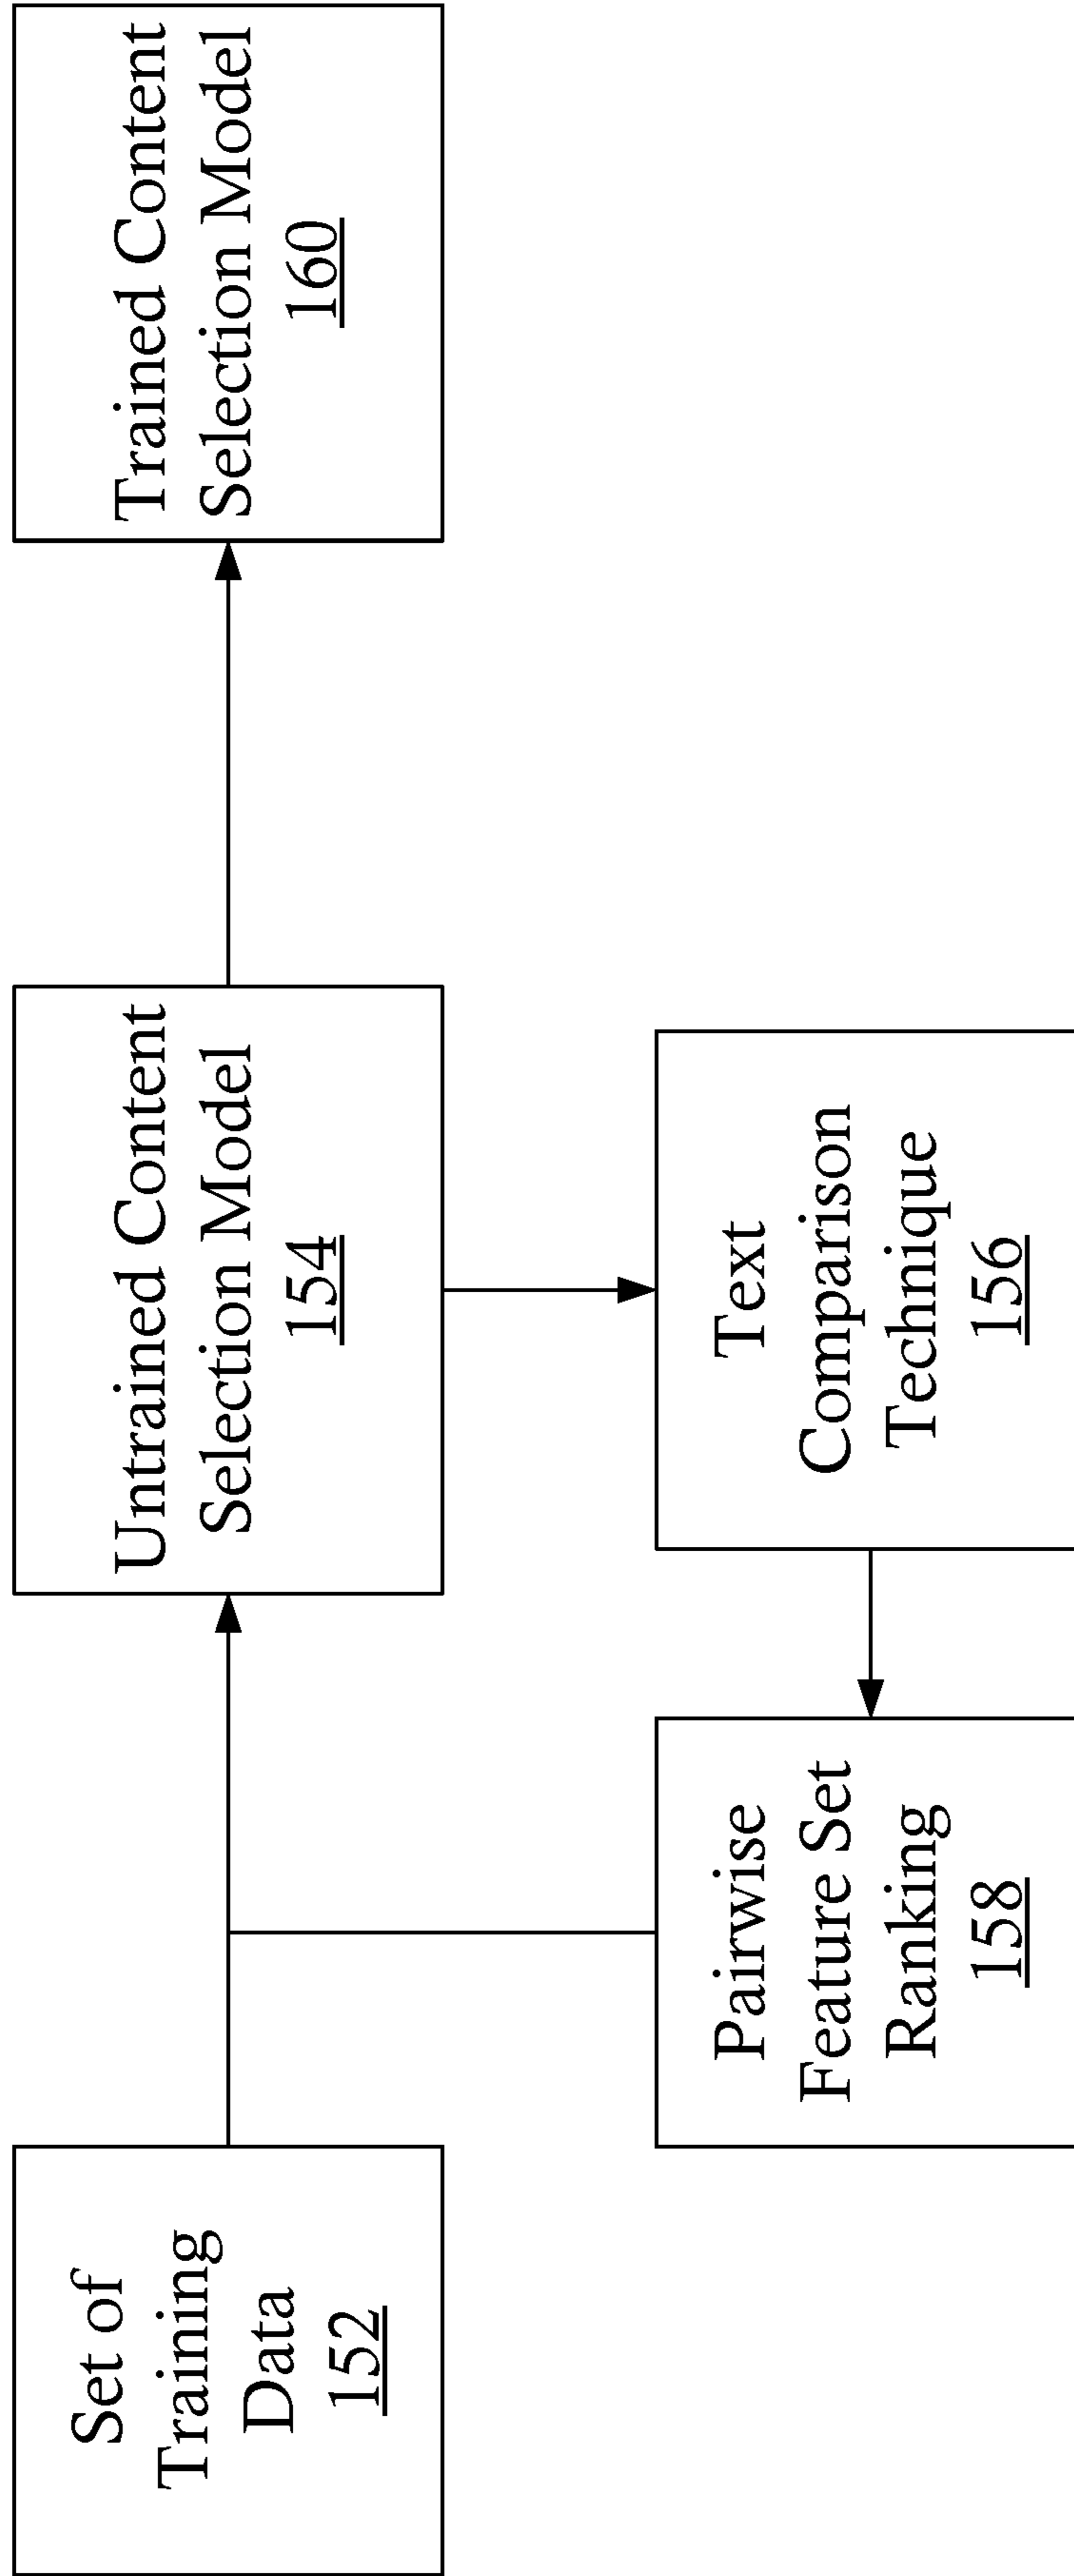 Set of
Training
Data
152
Untrained Content
Selection Model
154
Trained Content
Selection Model
160
Pairwise
Feature Set
Ranking
158
Text
Comparison
Technique
156